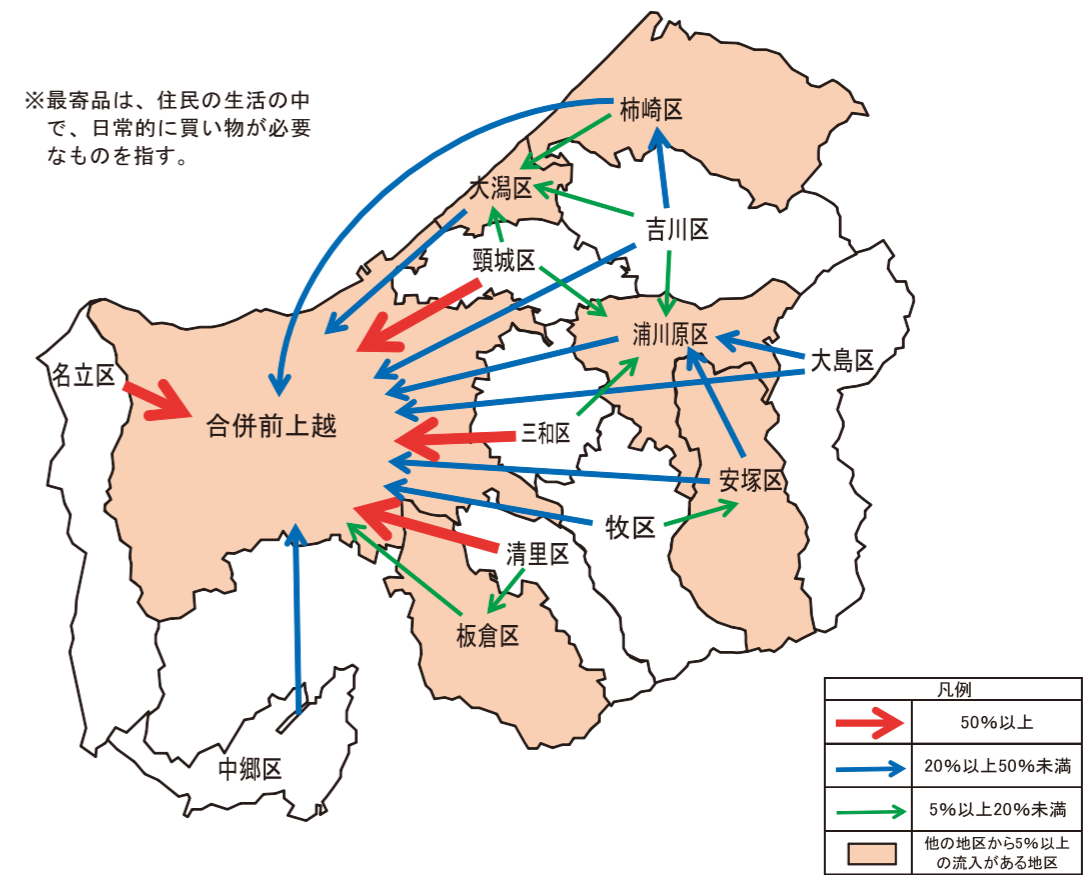 ※最寄品は、住民の生活の中
で、日常的に買い物が必要
なものを指す。
柿崎区
大潟区
吉川区
頸城区
浦川原区
大島区
名立区
合併前上越
三和区
安塚区
牧区
清里区
板倉区
中郷区
凡例
50%以上
20%以上50%未満
5%以上20%未満
他の地区から5%以上
の流入がある地区